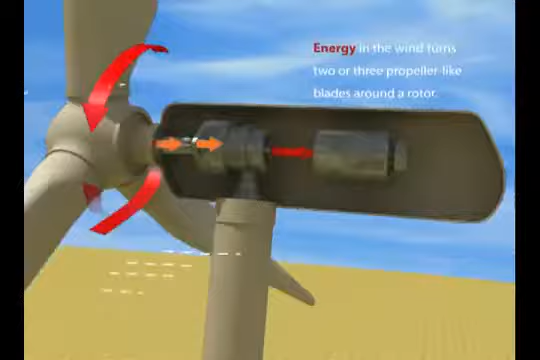 Energy in the wind turns
two or three propeller-like
blades around a rotor.